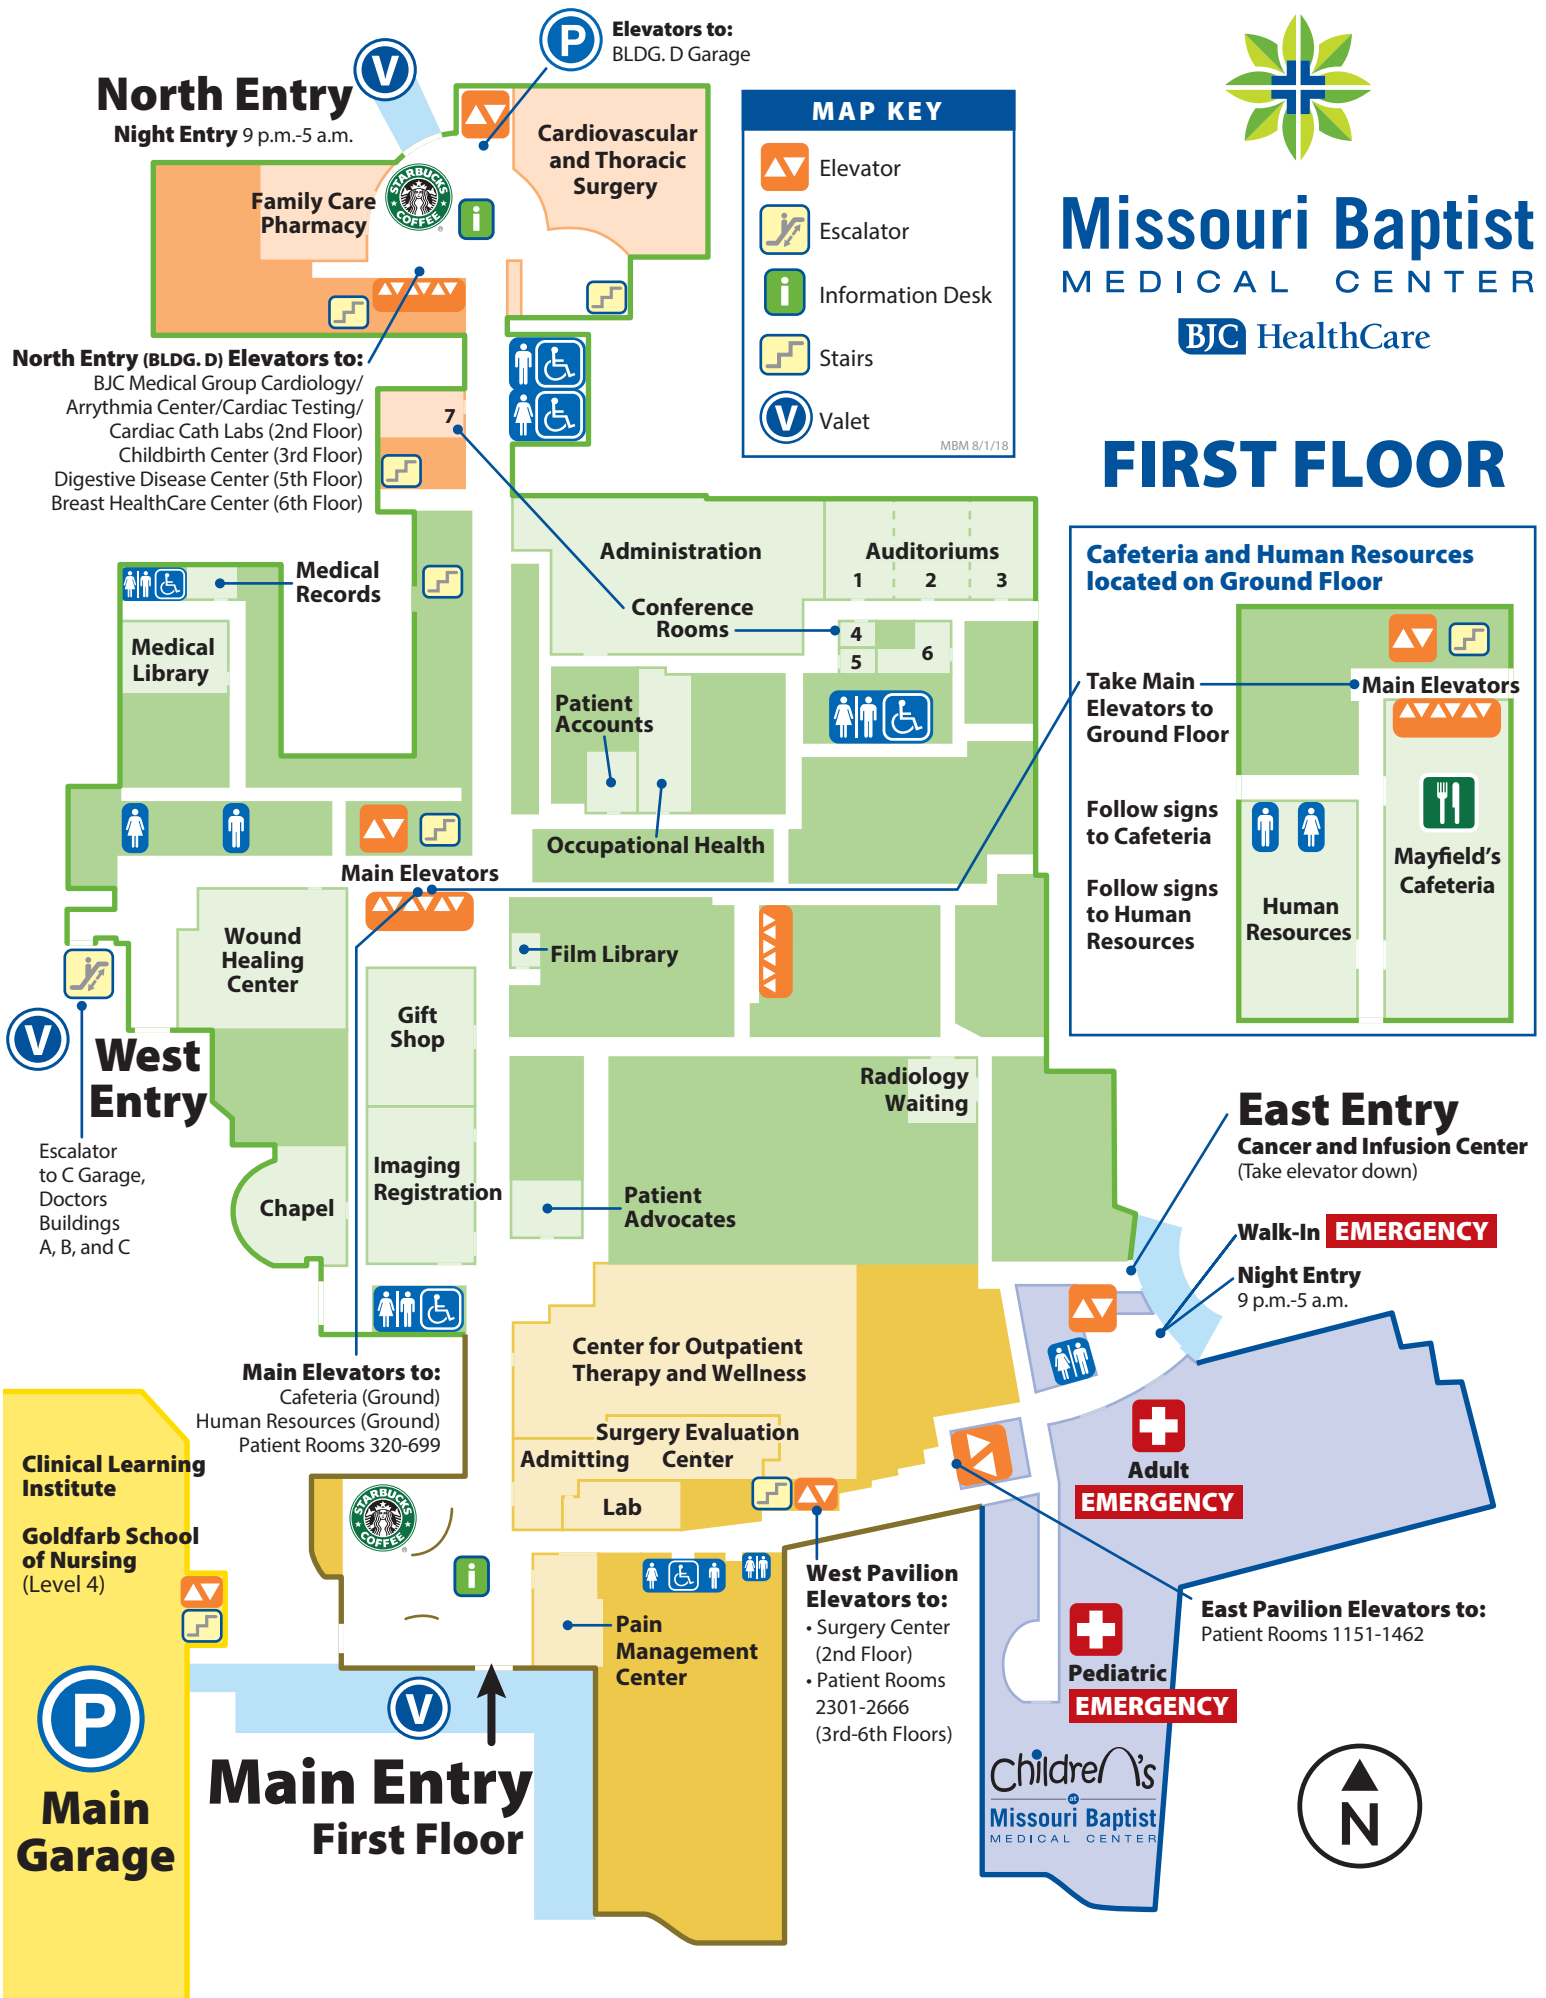 Elevators to:
BLDG. D Garage
P
V
North Entry
Night Entry 9 p.m.-5 a.m.
Cardiovascular
and Thoracic
Surgery
Family Care
Pharmacy
STARBUCKS
COFFEE
i
MAP KEY
Elevator
Escalator
i
Information Desk
Stairs
V
Valet
MBM 8/1/18
Missouri Baptist
MEDICAL CENTER
BJC HealthCare
FIRST FLOOR
North Entry (BLDG. D) Elevators to:
BJC Medical Group Cardiology/
Arrythmia Center/Cardiac Testing/
Cardiac Cath Labs (2nd Floor)
Childbirth Center (3rd Floor)
Digestive Disease Center (5th Floor)
Breast HealthCare Center (6th Floor)
7
Administration
Auditoriums
1
2
3
Conference
Rooms
4
5
6
Medical
Records
Medical
Library
Patient
Accounts
Occupational Health
Cafeteria and Human Resources
located on Ground Floor
Take Main
Elevators to
Ground Floor
Main Elevators
Follow signs
to Cafeteria
Mayfield's
Cafeteria
Follow signs
to Human
Resources
Human
Resources
Main Elevators
Wound
Healing
Center
Film Library
Gift
Shop
V
West
Entry
Escalator
to C Garage,
Doctors
Buildings
A, B, and C
Radiology
Waiting
Imaging
Registration
Chapel
Patient
Advocates
East Entry
Cancer and Infusion Center
(Take elevator down)
Walk-In EMERGENCY
Night Entry
9 p.m.-5 a.m.
Main Elevators to:
Cafeteria (Ground)
Human Resources (Ground)
Patient Rooms 320-699
Center for Outpatient
Therapy and Wellness
Surgery Evaluation
Center
Admitting
Lab
Adult
EMERGENCY
Clinical Learning
Institute
Goldfarb School
of Nursing
(Level 4)
STARBUCKS
COFFEE
i
Pain
Management
Center
West Pavilion
Elevators to:
• Surgery Center
(2nd Floor)
• Patient Rooms
2301-2666
(3rd-6th Floors)
East Pavilion Elevators to:
Patient Rooms 1151-1462
Pediatric
EMERGENCY
Children's
at
Missouri Baptist
MEDICAL CENTER
P
Main
Garage
V
Main Entry
First Floor
N